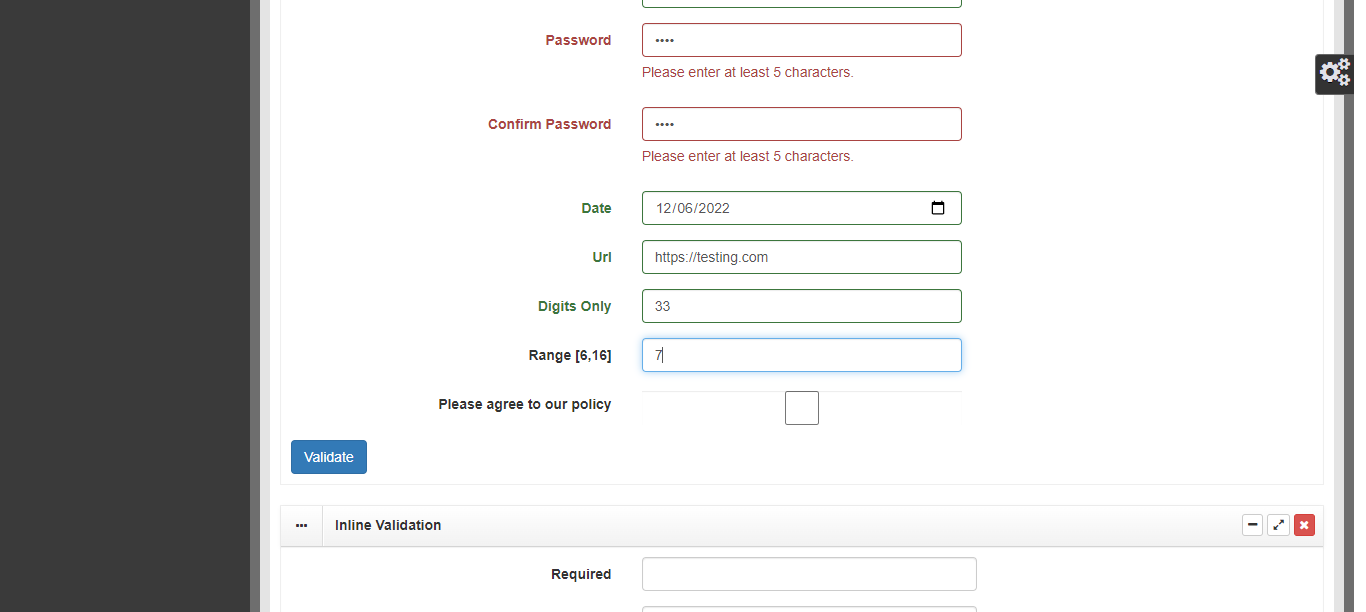 Password
••••
Please enter at least 5 characters.
Confirm Password
••••
Please enter at least 5 characters.
Date
12/06/2022
Url
https://testing.com
Digits Only
33
Range [6,16]
7
Please agree to our policy
Validate
Inline Validation
Required